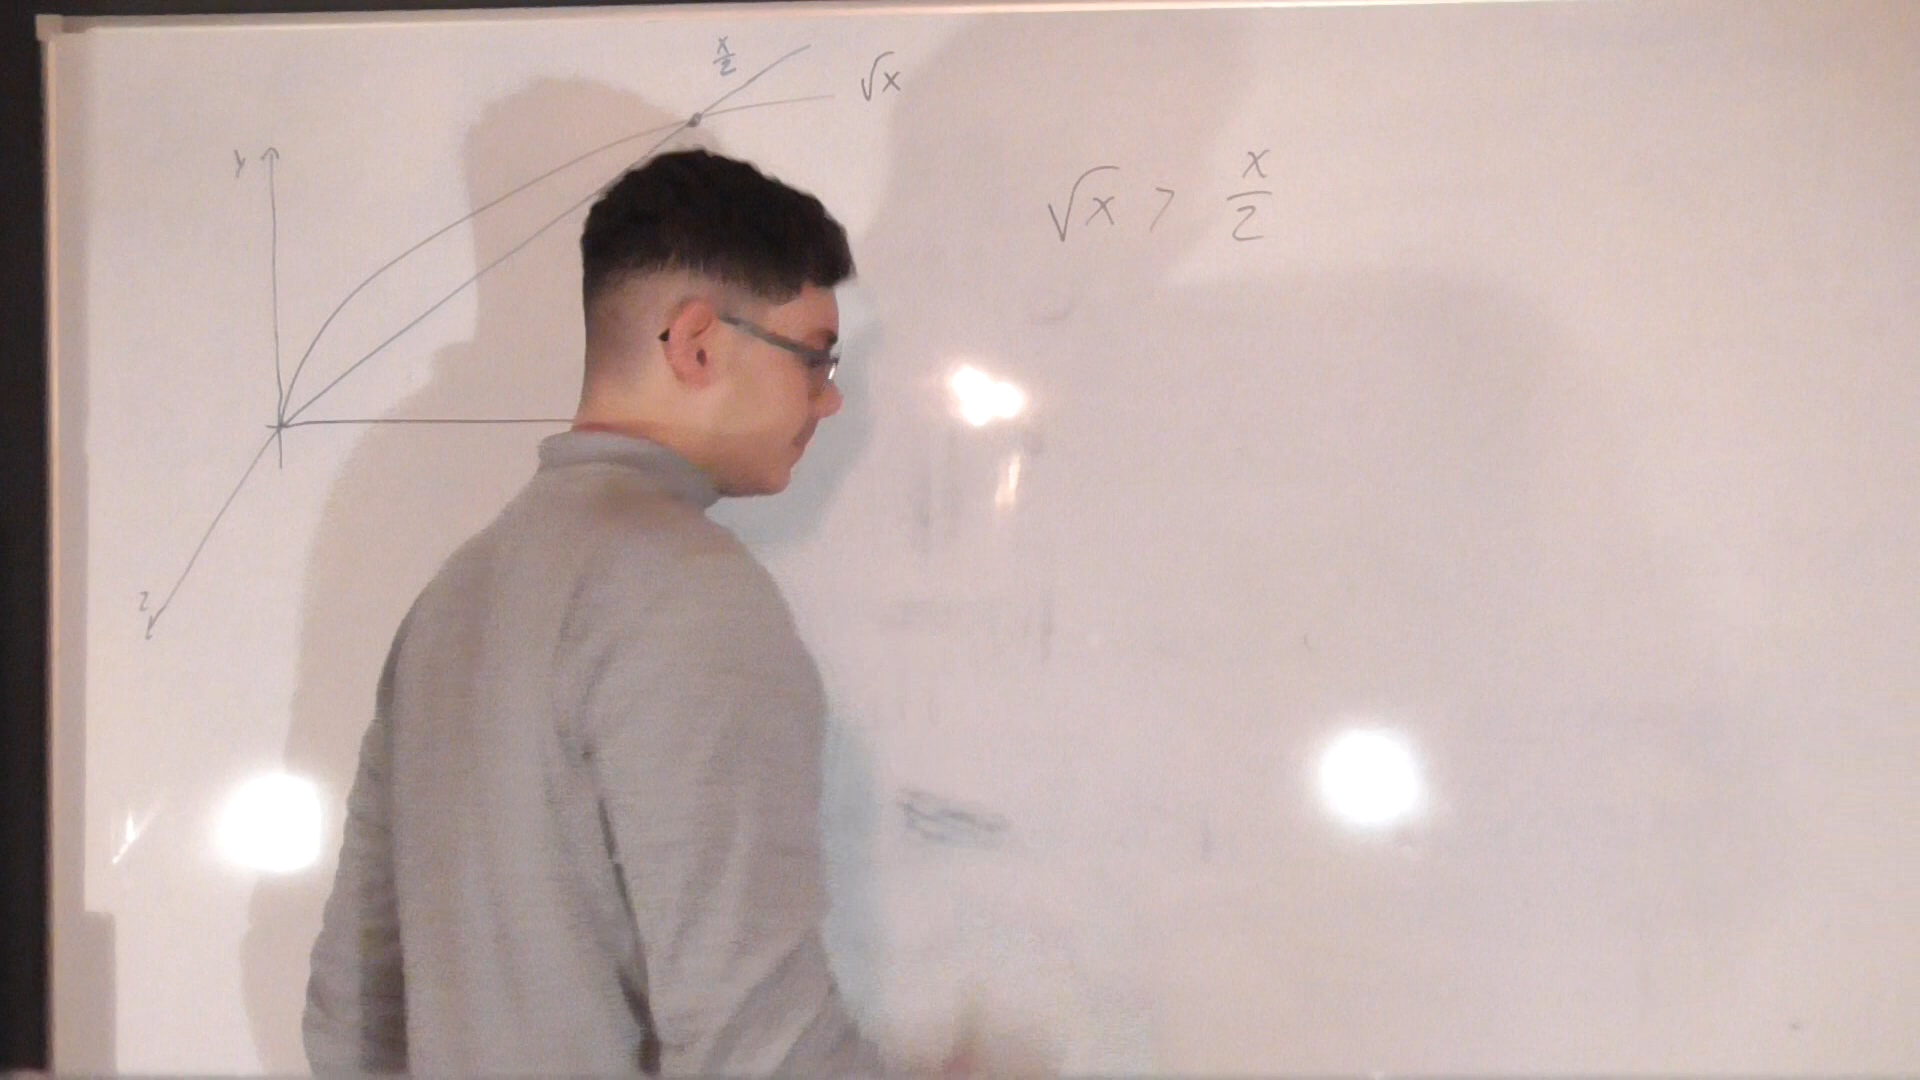 x/2
√x
y
√x > x/2
z